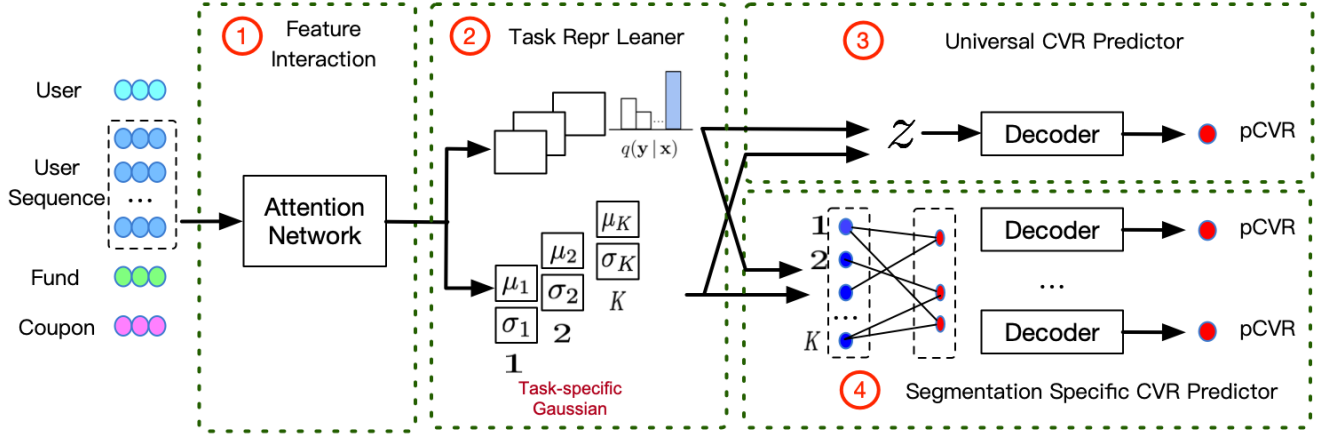 1
Feature
Interaction
2
Task Repr Leaner
3
Universal CVR Predictor
User
User
Sequence
...
Fund
Coupon
Attention
Network
...
q(y | x)
z
Decoder
pCVR
μ1
σ1
1
μ2
σ2
2
μK
σK
K
Task-specific
Gaussian
1
2
...
K
Decoder
pCVR
...
Decoder
pCVR
4
Segmentation Specific CVR Predictor